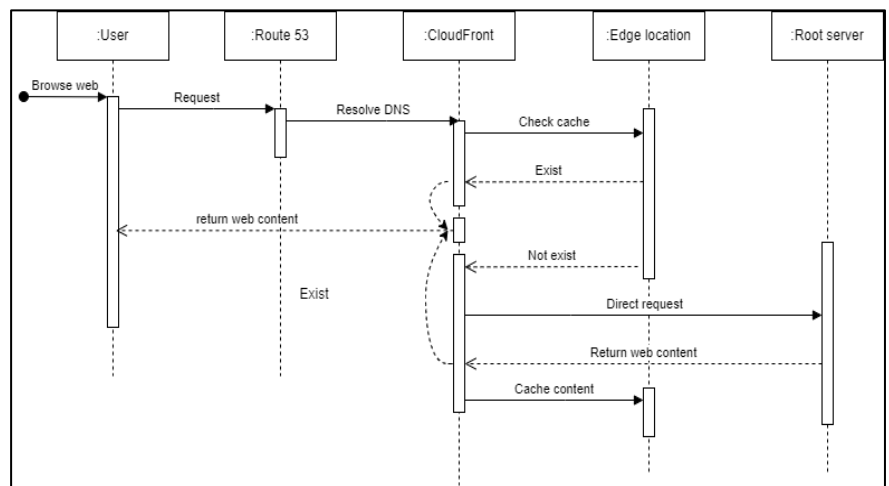 :User
:Route 53
:CloudFront
:Edge location
:Root server
Browse web
Request
Resolve DNS
Check cache
Exist
return web content
Not exist
Exist
Direct request
Return web content
Cache content